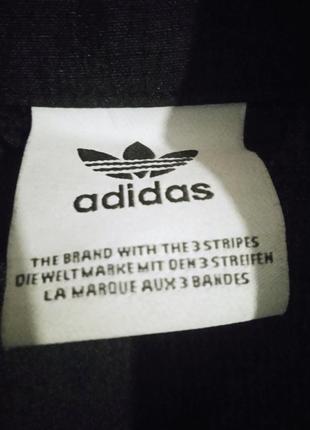 adidas
THE BRAND WITH THE 3 STRIPES
DIE WELTMARKE MIT DEN 3 STREIFEN
LA MARQUE AUX 3 BANDES